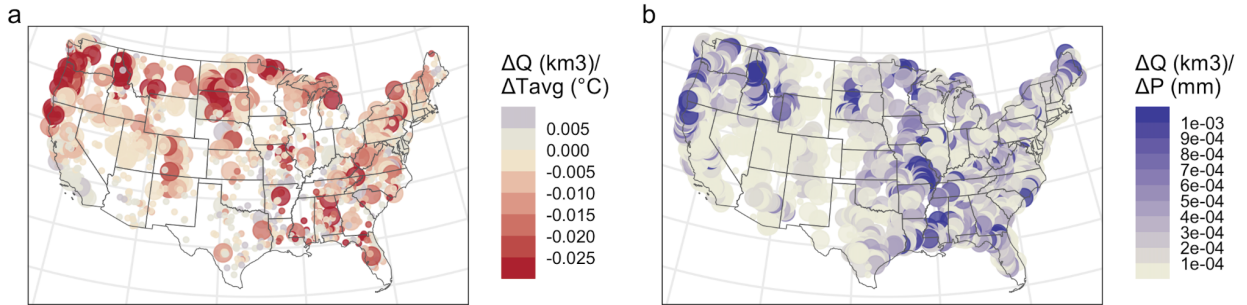 a
ΔQ (km3)/
ΔTavg (°C)
0.005
0.000
-0.005
-0.010
-0.015
-0.020
-0.025
b
ΔQ (km3)/
ΔP (mm)
1e-03
9e-04
8e-04
7e-04
6e-04
5e-04
4e-04
3e-04
2e-04
1e-04